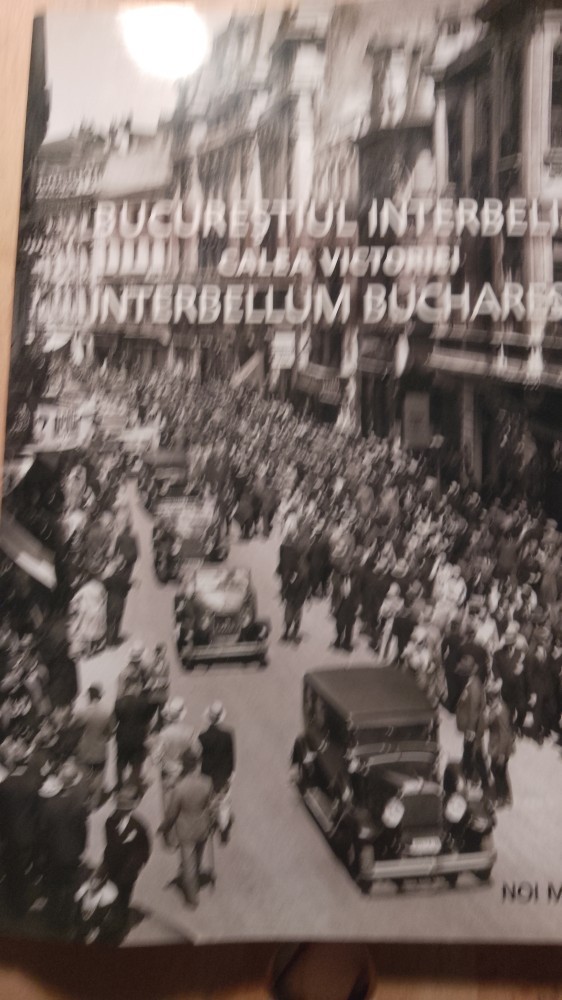 BUCUREȘTIUL INTERBELI
CALEA VICTORIEI
INTERBELLUM BUCHARES
NOI M